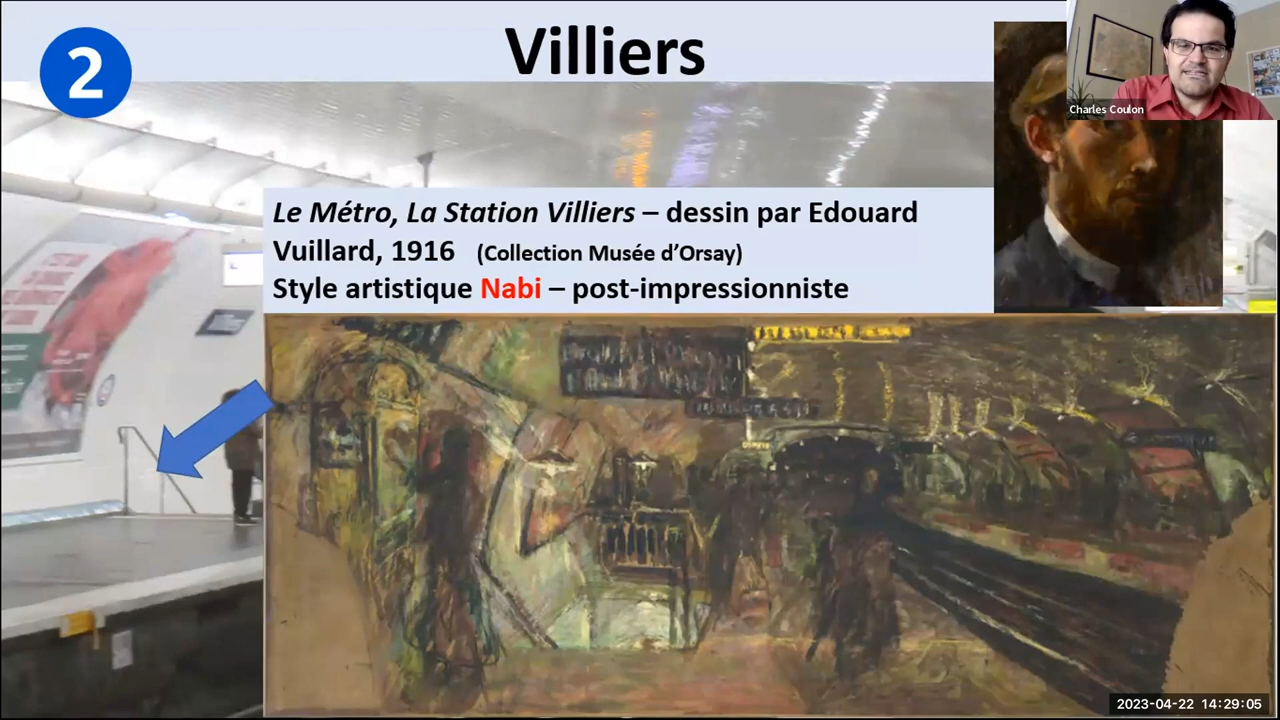 2
Villiers
Charles Coulon
Le Métro, La Station Villiers – dessin par Edouard
Vuillard, 1916 (Collection Musée d’Orsay)
Style artistique Nabi – post-impressionniste
2023-04-22 14:29:05